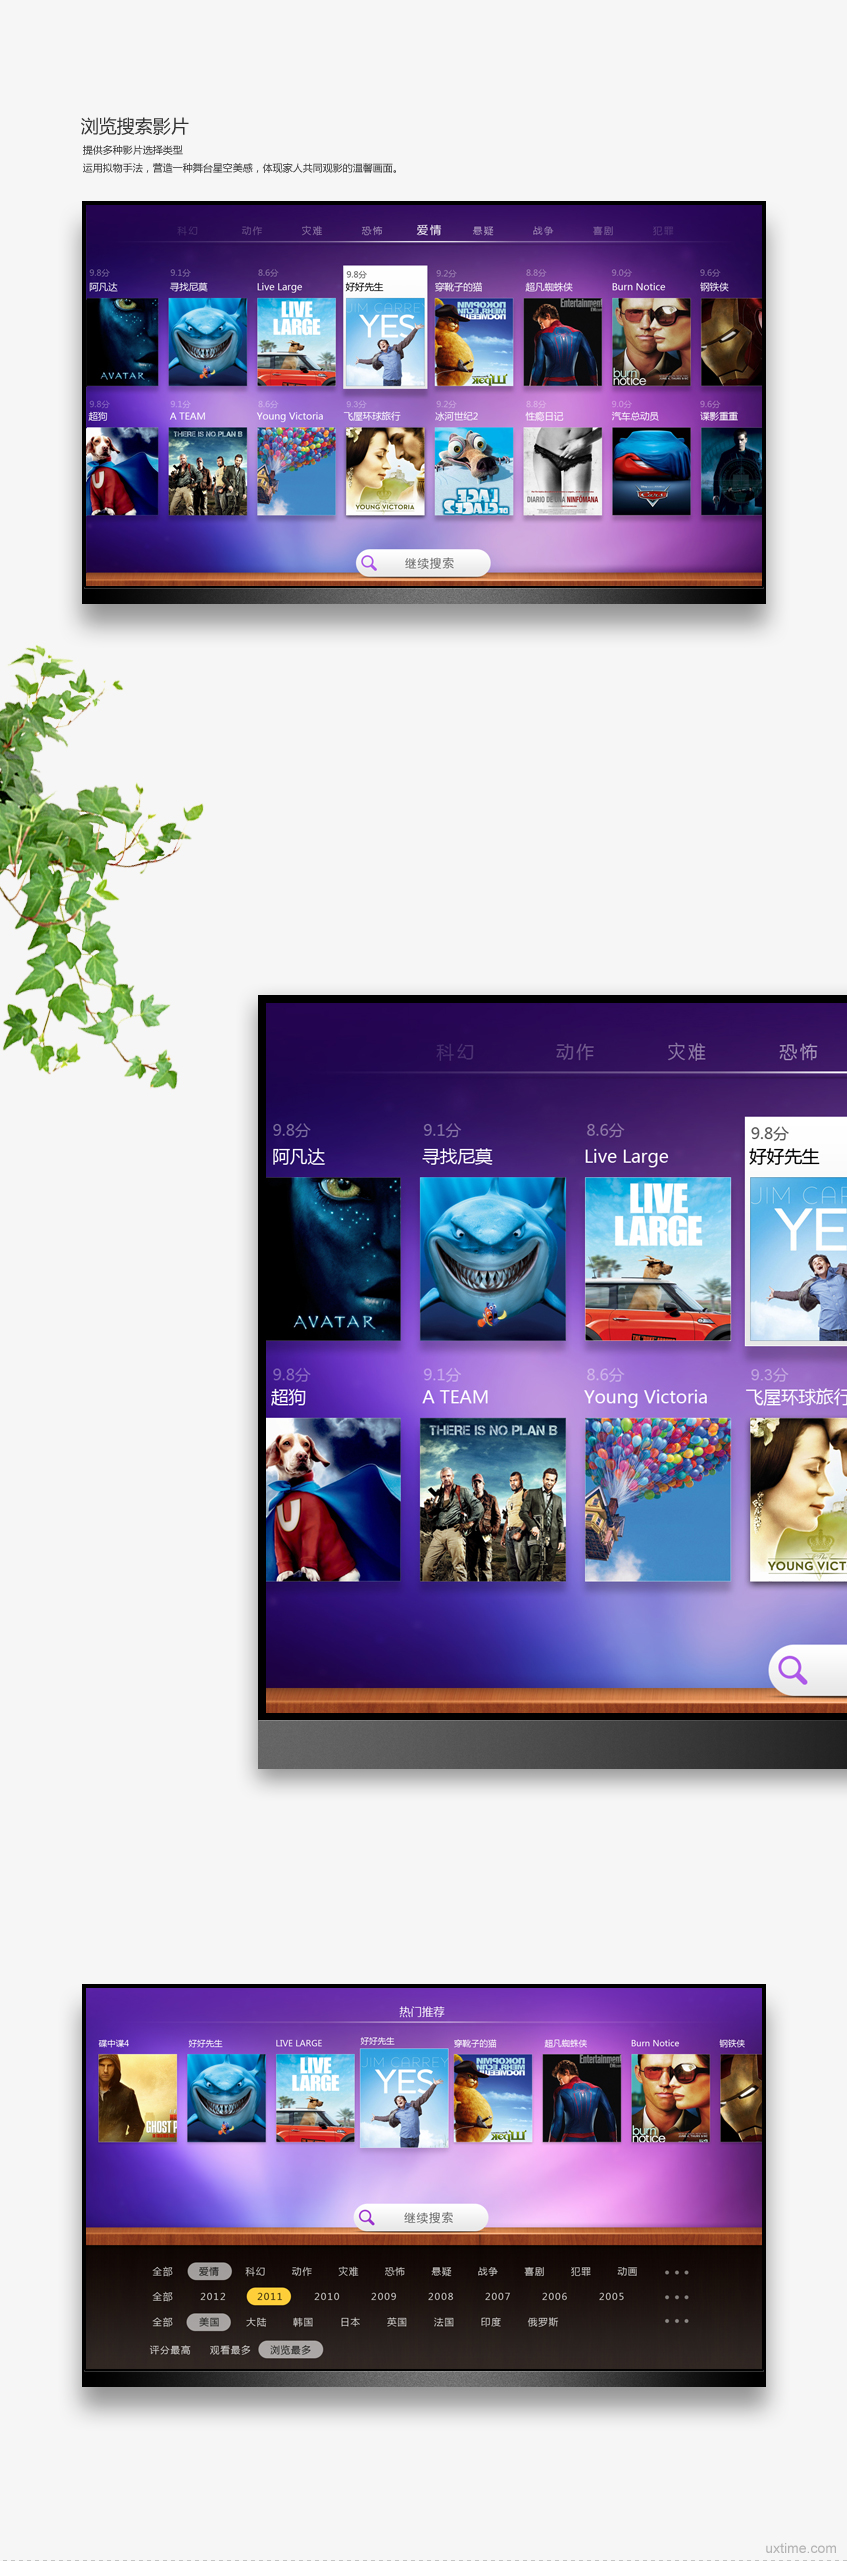 浏览搜索影片
提供多种影片选择类型
运用拟物手法，营造一种舞台星空美感，体现家人共同观影的温馨画面。
科幻 动作 灾难 恐怖 爱情 悬疑 战争 喜剧 犯罪
9.8分 9.1分 8.6分 9.8分 9.2分 8.8分 9.0分 9.6分
阿凡达 寻找尼莫 Live Large 好好先生 穿靴子的猫 超凡蜘蛛侠 Burn Notice 钢铁侠
AVATAR LIVE LARGE JIM CARRE YES Entertainment burn notice
9.8分 9.1分 8.6分 9.3分 9.2分 8.8分 9.0分 9.6分
超狗 A TEAM Young Victoria 飞屋环球旅行 冰河世纪2 性瘾日记 汽车总动员 谍影重重
THERE IS NO PLAN B YOUNG VICTORIA DIARIO DE UNA NINFÓMANA
继续搜索
科幻 动作 灾难 恐怖
9.8分 9.1分 8.6分 9.8分
阿凡达 寻找尼莫 Live Large 好好先生
AVATAR LIVE LARGE JIM CARR YE
9.8分 9.1分 8.6分 9.3分
超狗 A TEAM Young Victoria 飞屋环球旅行
U THERE IS NO PLAN B YOUNG VICT
热门推荐
碟中谍4 好好先生 LIVE LARGE 好好先生 穿靴子的猫 超凡蜘蛛侠 Burn Notice 钢铁侠
GHOST P LIVE LARGE JIM CARREY YES Entertainment burn notice
继续搜索
全部 爱情 科幻 动作 灾难 恐怖 悬疑 战争 喜剧 犯罪 动画
全部 2012 2011 2010 2009 2008 2007 2006 2005
全部 美国 大陆 韩国 日本 英国 法国 印度 俄罗斯
评分最高 观看最多 浏览最多
uxtime.com